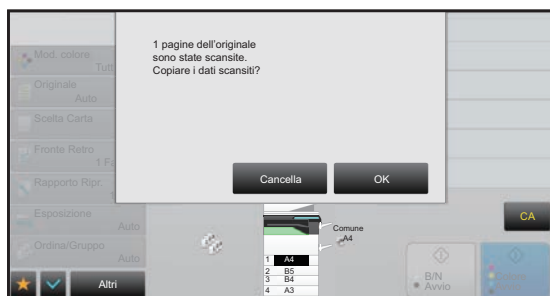 1 pagine dell'originale
sono state scansite.
Copiare i dati scansiti?
Cancella
OK
Mod. colore
Tutt
Originale
Auto
Scelta Carta
Fronte Retro
1 Fa
Rapporto Ripr.
Esposizione
Auto
Ordina/Gruppo
Auto
Altri
Comune
A4
1 A4
2 B5
3 B4
4 A3
CA
B/N
Avvio